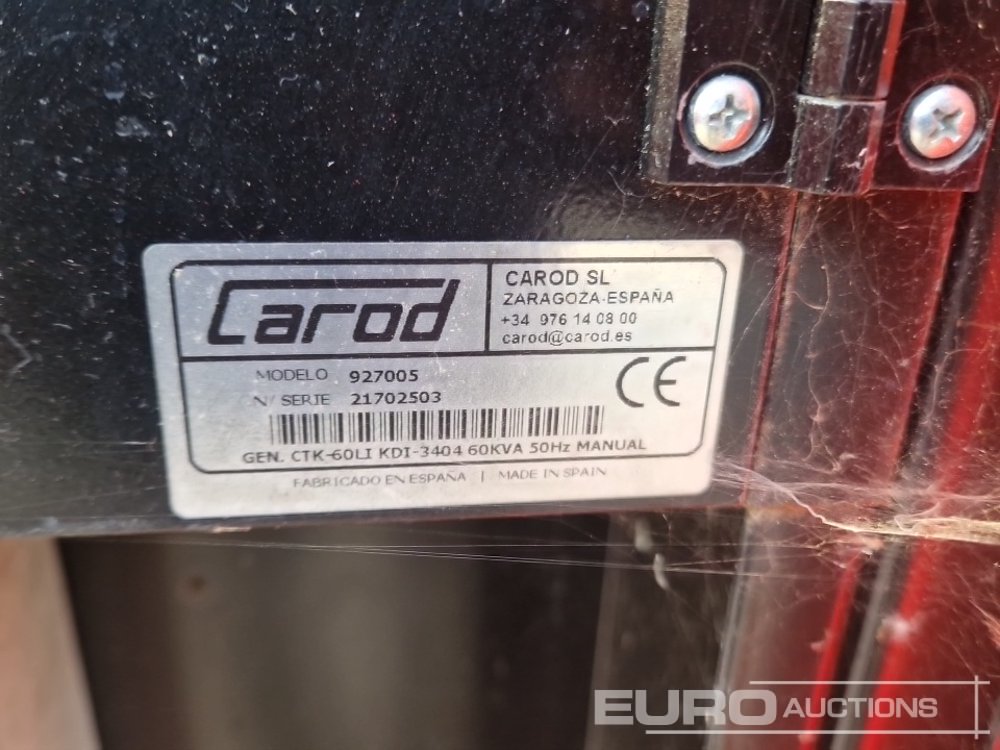 Carod
CAROD SL
ZARAGOZA-ESPAÑA
+34 976 14 08 00
carod@carod.es
MODELO 927005
N/ SERIE 21702503
CE
GEN. CTK-60LI KDI-3404 60KVA 50Hz MANUAL
FABRICADO EN ESPAÑA | MADE IN SPAIN
EURO AUCTIONS